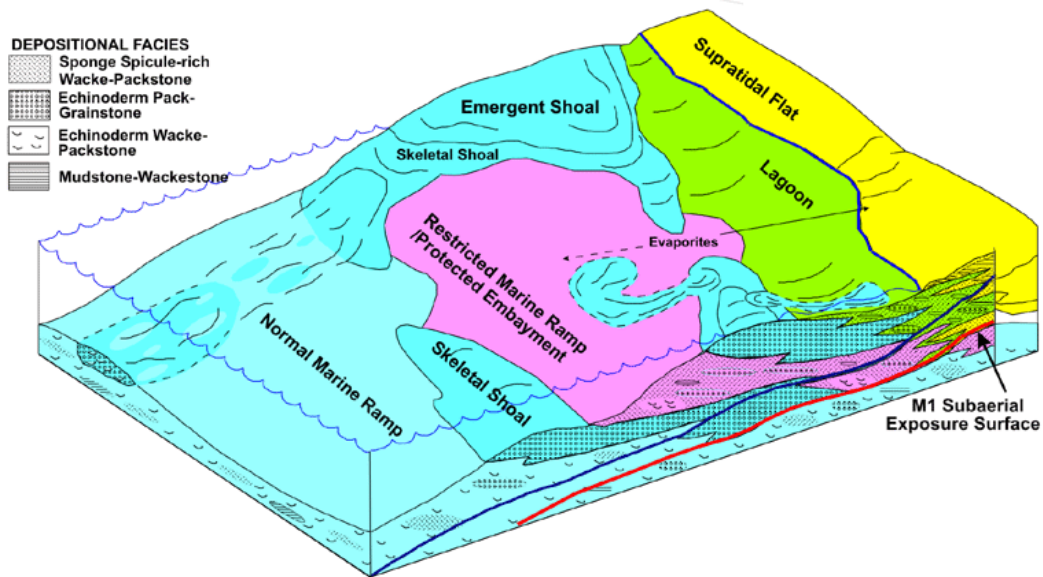 DEPOSITIONAL FACIES
Sponge Spicule-rich
Wacke-Packstone
Echinoderm Pack-
Grainstone
Echinoderm Wacke-
Packstone
Mudstone-Wackestone
Supratidal Flat
Emergent Shoal
Skeletal Shoal
Lagoon
Evaporites
Restricted Marine Ramp
/Protected Embayment
Normal Marine Ramp
Skeletal Shoal
M1 Subaerial
Exposure Surface